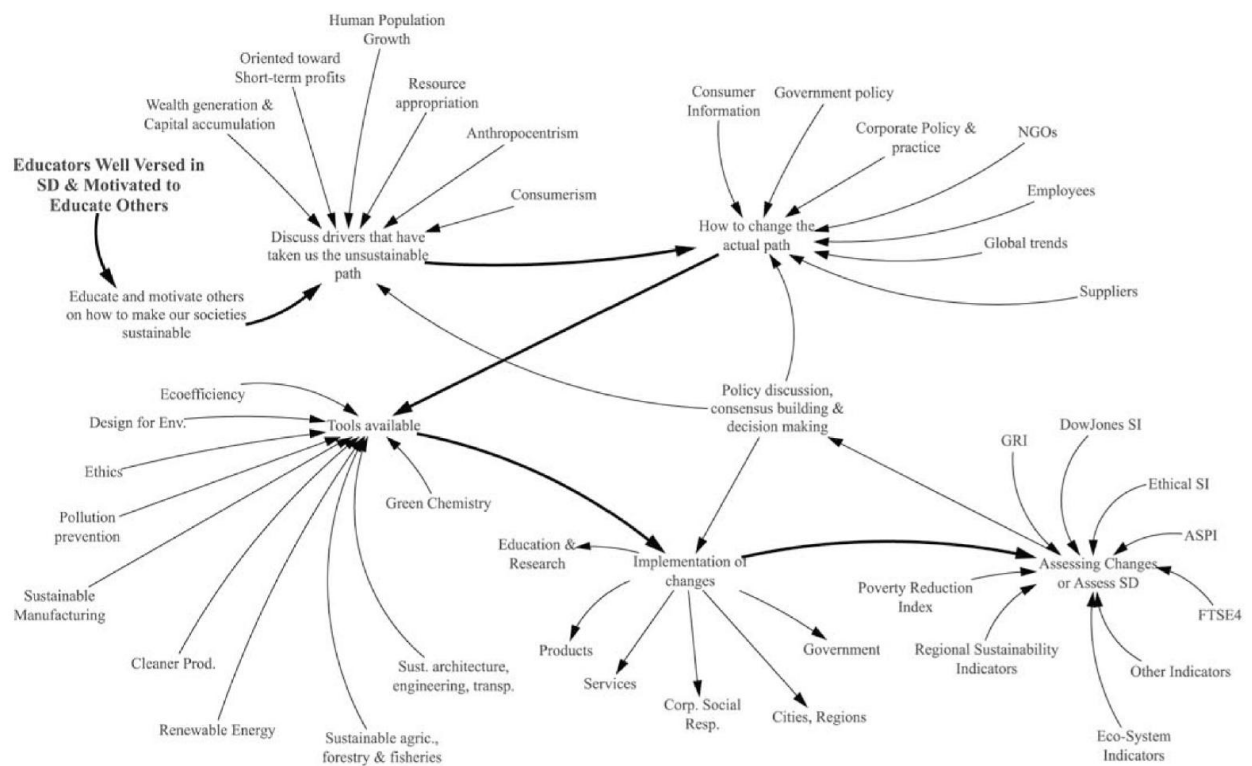 Human Population
Growth
Oriented toward
Short-term profits
Wealth generation &
Capital accumulation
Resource
appropriation
Anthropocentrism
Consumerism
Educators Well Versed in
SD & Motivated to
Educate Others
Discuss drivers that have
taken us the unsustainable
path
Educate and motivate others
on how to make our societies
sustainable
Consumer
Information
Government policy
Corporate Policy &
practice
NGOs
Employees
Global trends
Suppliers
How to change the
actual path
Ecoefficiency
Design for Env.
Tools available
Ethics
Pollution
prevention
Sustainable
Manufacturing
Cleaner Prod.
Renewable Energy
Sustainable agric.,
forestry & fisheries
Sust. architecture,
engineering, transp.
Green Chemistry
Policy discussion,
consensus building &
decision making
Education &
Research
Implementation of
changes
Products
Services
Corp. Social
Resp.
Cities, Regions
Government
GRI
DowJones SI
Ethical SI
ASPI
Assessing Changes
or Assess SD
FTSE4
Poverty Reduction
Index
Regional Sustainability
Indicators
Other Indicators
Eco-System
Indicators